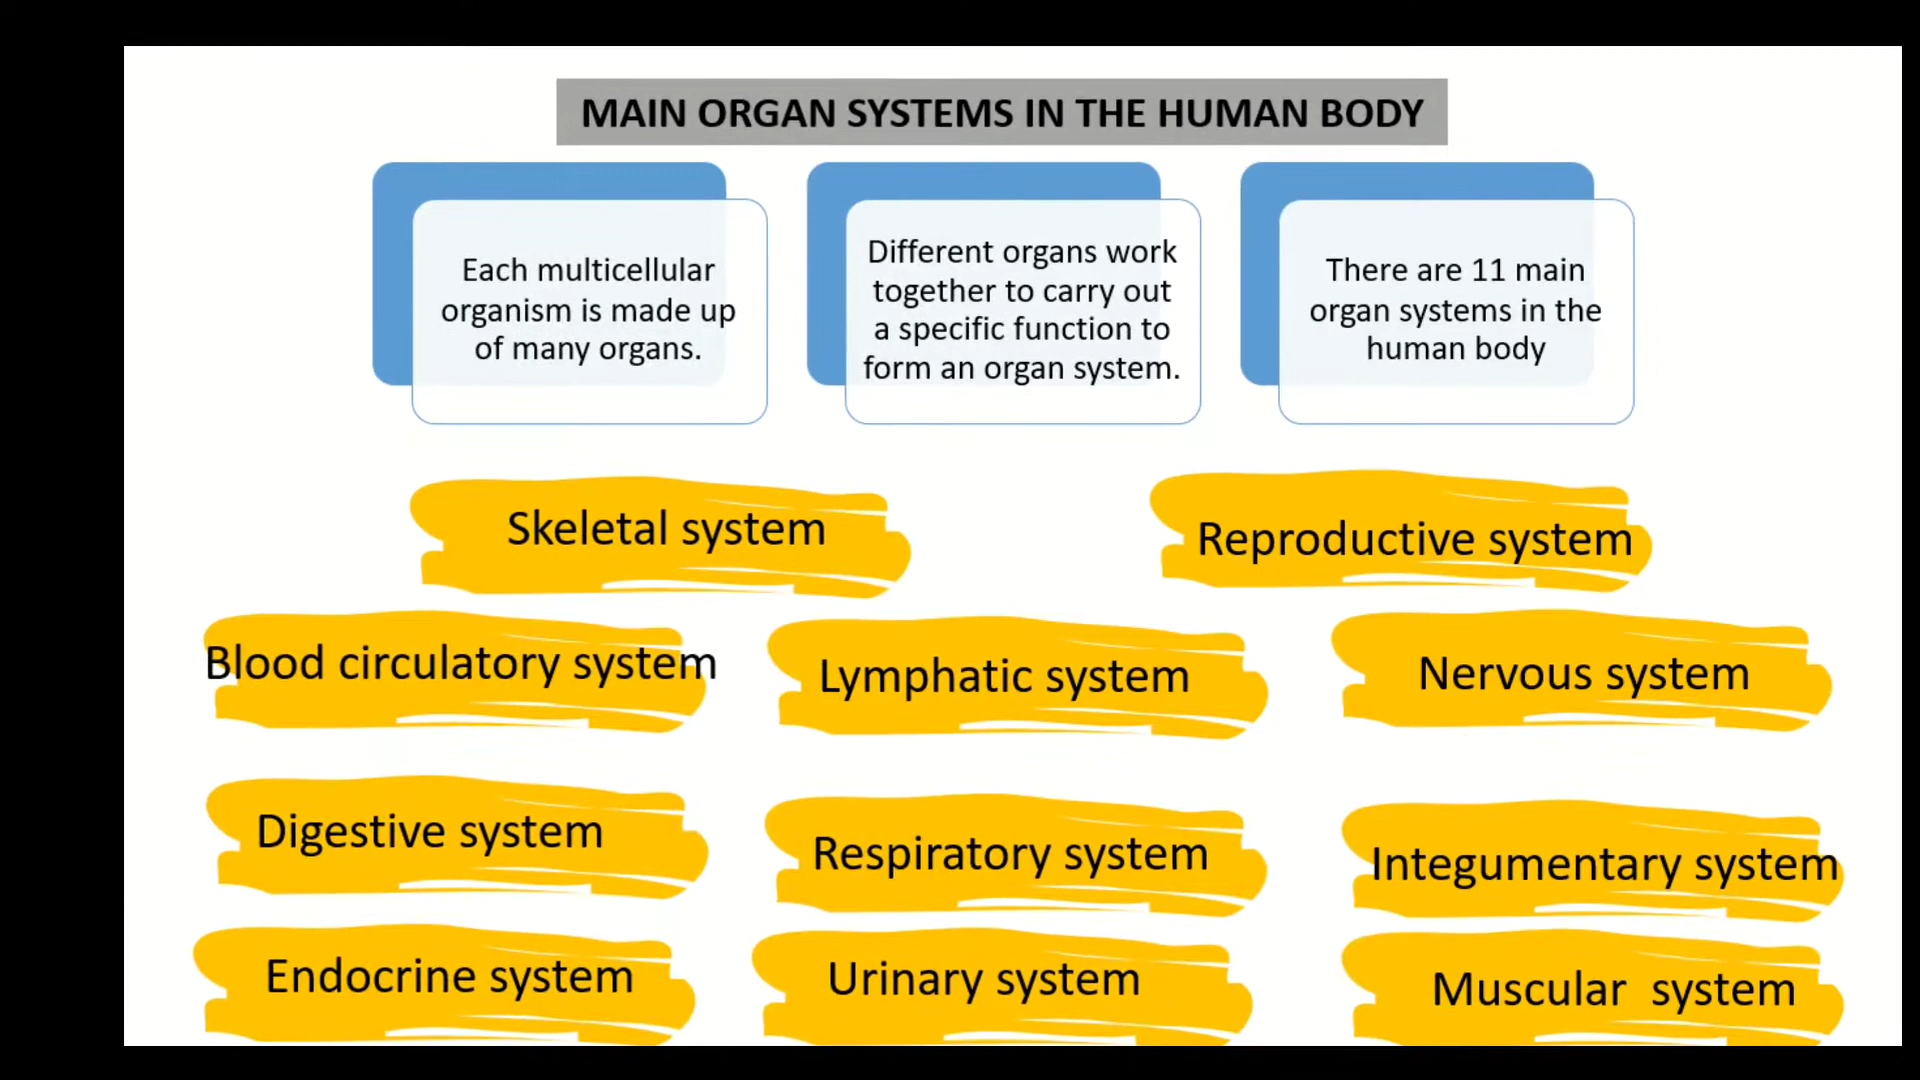 MAIN ORGAN SYSTEMS IN THE HUMAN BODY
Each multicellular
organism is made up
of many organs.
Different organs work
together to carry out
a specific function to
form an organ system.
There are 11 main
organ systems in the
human body
Skeletal system
Reproductive system
Blood circulatory system
Lymphatic system
Nervous system
Digestive system
Respiratory system
Integumentary system
Endocrine system
Urinary system
Muscular  system